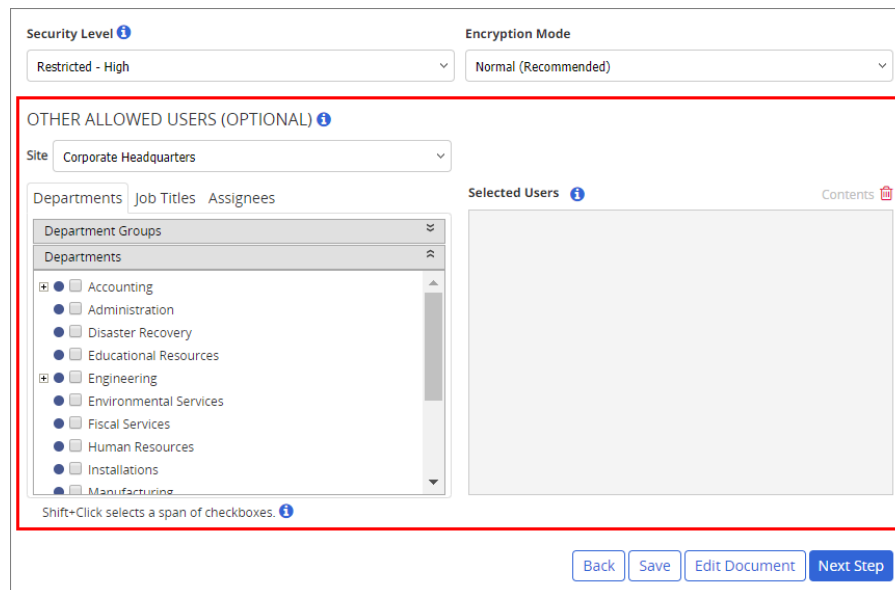 Security Level
Encryption Mode
Restricted - High
Normal (Recommended)
OTHER ALLOWED USERS (OPTIONAL)
Site Corporate Headquarters
Departments Job Titles Assignees
Selected Users
Contents
Department Groups
Departments
Accounting
Administration
Disaster Recovery
Educational Resources
Engineering
Environmental Services
Fiscal Services
Human Resources
Installations
Manufacturing
Shift+Click selects a span of checkboxes.
Back Save Edit Document Next Step